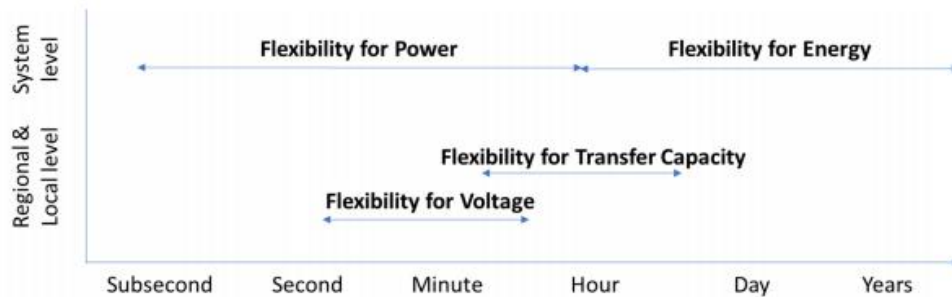 System
level
Flexibility for Power
Flexibility for Energy
Regional &
Local level
Flexibility for Transfer Capacity
Flexibility for Voltage
Subsecond
Second
Minute
Hour
Day
Years